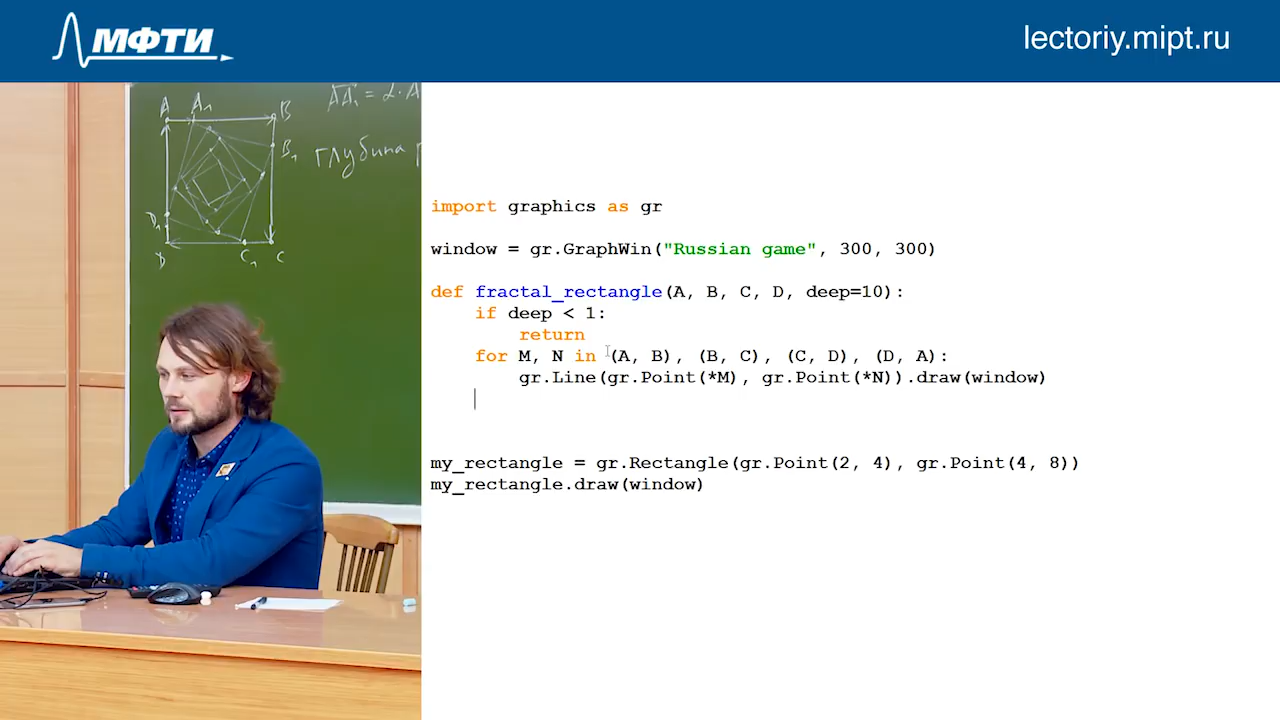 МФТИ
lectoriy.mipt.ru
A A₁ B
AA₁ = α·A
B₁
глубина
D₁
D C₁ C
import graphics as gr
window = gr.GraphWin("Russian game", 300, 300)
def fractal_rectangle(A, B, C, D, deep=10):
if deep < 1:
return
for M, N in (A, B), (B, C), (C, D), (D, A):
gr.Line(gr.Point(*M), gr.Point(*N)).draw(window)
my_rectangle = gr.Rectangle(gr.Point(2, 4), gr.Point(4, 8))
my_rectangle.draw(window)